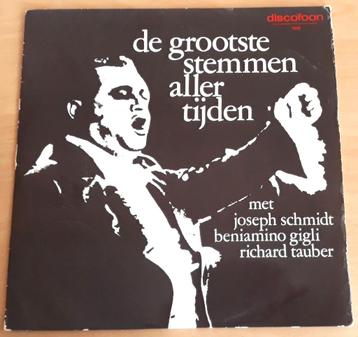 discofoon
de grootste
stemmen
aller
tijden
met
joseph schmidt
beniamino gigli
richard tauber